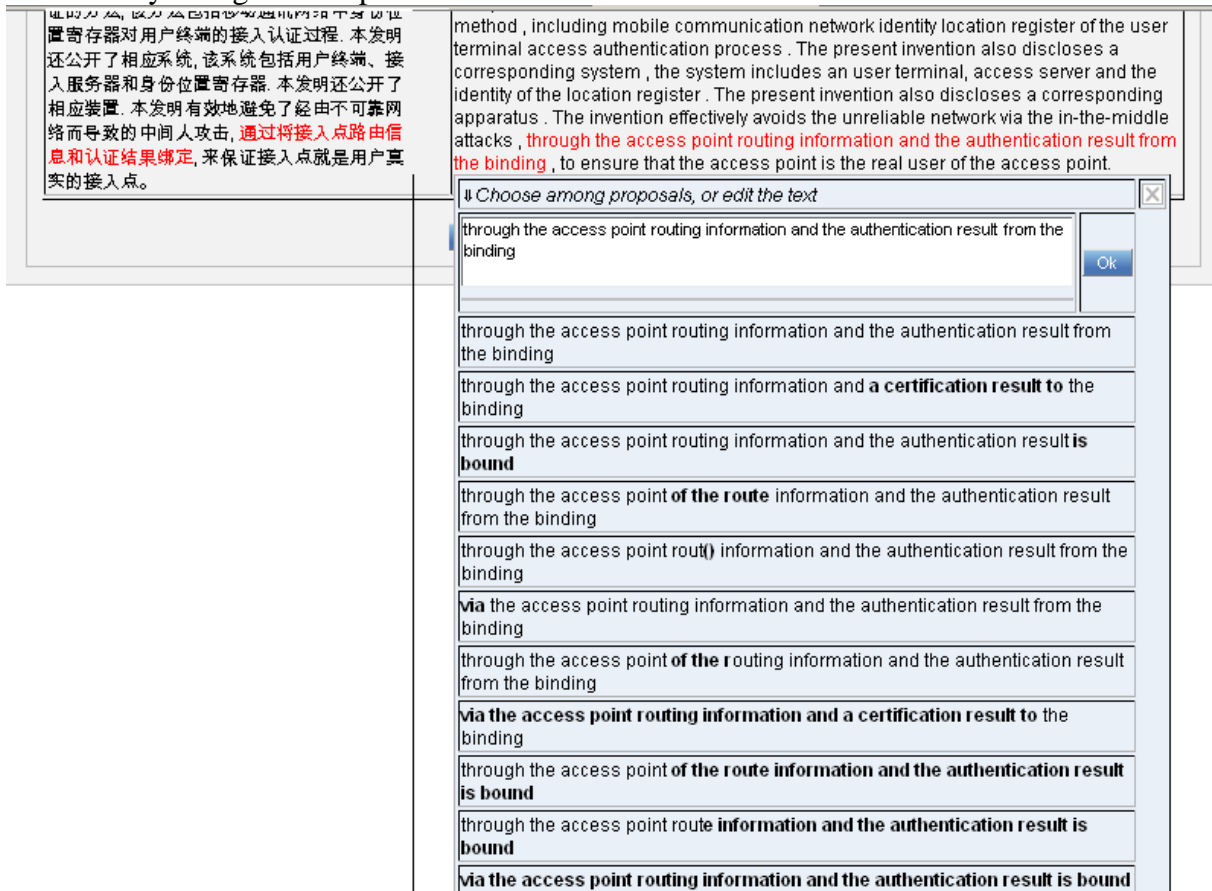 置寄存器对用户终端的接入认证过程. 本发明
还公开了相应系统, 该系统包括用户终端、接
入服务器和身份位置寄存器. 本发明还公开了
相应装置. 本发明有效地避免了经由不可靠网
络而导致的中间人攻击, 通过将接入点路由信
息和认证结果绑定, 来保证接入点就是用户真
实的接入点。
method , including mobile communication network identity location register of the user
terminal access authentication process . The present invention also discloses a
corresponding system , the system includes an user terminal, access server and the
identity of the location register . The present invention also discloses a corresponding
apparatus . The invention effectively avoids the unreliable network via the in-the-middle
attacks , through the access point routing information and the authentication result from
the binding , to ensure that the access point is the real user of the access point.
⇓ Choose among proposals, or edit the text
through the access point routing information and the authentication result from the
binding
Ok
through the access point routing information and the authentication result from
the binding
through the access point routing information and a certification result to the
binding
through the access point routing information and the authentication result is
bound
through the access point of the route information and the authentication result
from the binding
through the access point rout() information and the authentication result from the
binding
via the access point routing information and the authentication result from the
binding
through the access point of the routing information and the authentication result
from the binding
via the access point routing information and a certification result to the
binding
through the access point of the route information and the authentication result
is bound
through the access point route information and the authentication result is
bound
via the access point routing information and the authentication result is bound